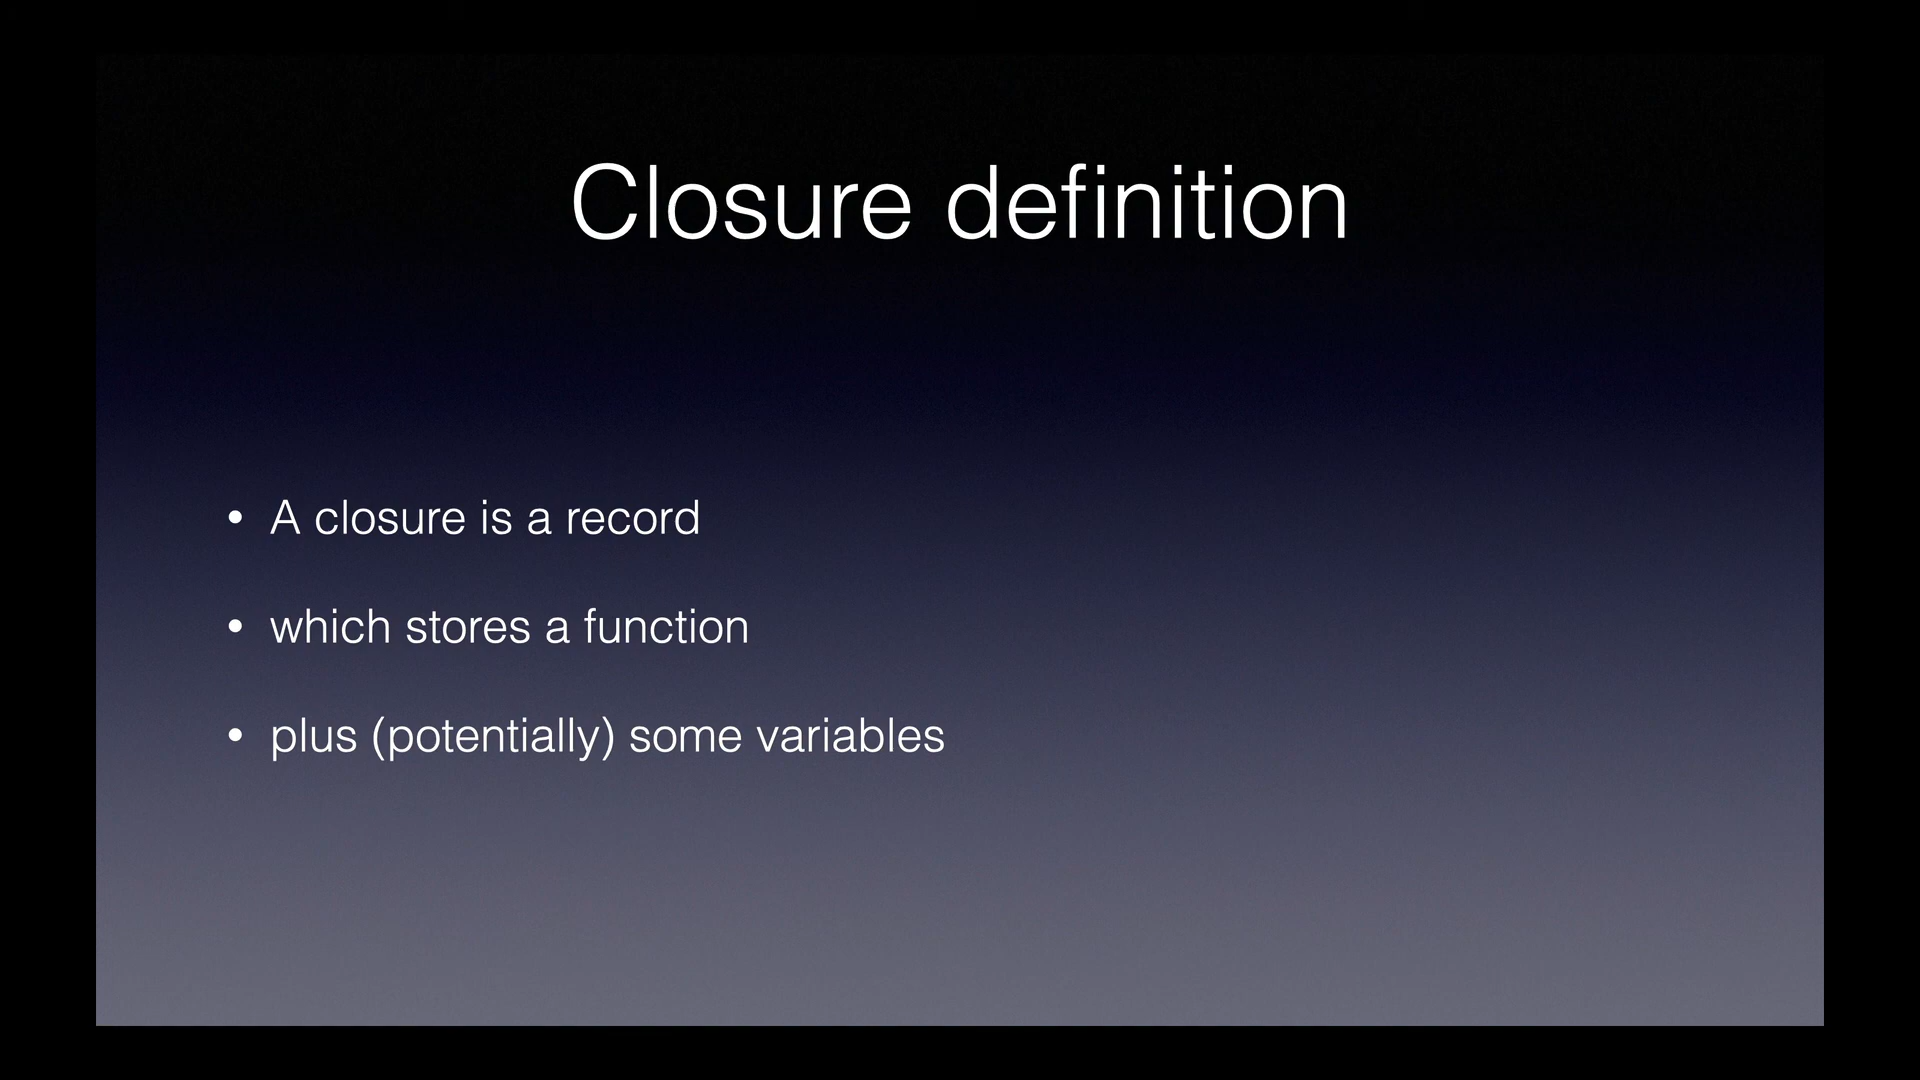 Closure definition
• A closure is a record
• which stores a function
• plus (potentially) some variables